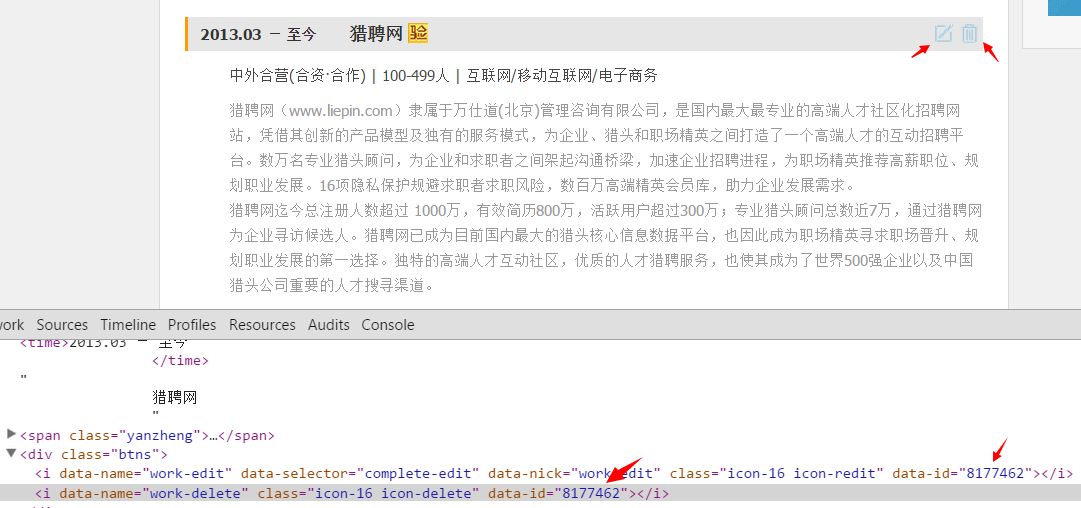 2013.03 － 至今 猎聘网 验
中外合营(合资·合作) | 100-499人 | 互联网/移动互联网/电子商务
猎聘网（www.liepin.com）隶属于万仕道(北京)管理咨询有限公司，是国内最大最专业的高端人才社区化招聘网
站，凭借其创新的产品模型及独有的服务模式，为企业、猎头和职场精英之间打造了一个高端人才的互动招聘平
台。数万名专业猎头顾问，为企业和求职者之间架起沟通桥梁，加速企业招聘进程，为职场精英推荐高薪职位、规
划职业发展。16项隐私保护规避求职者求职风险，数百万高端精英会员库，助力企业发展需求。
猎聘网迄今总注册人数超过 1000万，有效简历800万，活跃用户超过300万；专业猎头顾问总数近7万，通过猎聘网
为企业寻访候选人。猎聘网已成为目前国内最大的猎头核心信息数据平台，也因此成为职场精英寻求职场晋升、规
划职业发展的第一选择。独特的高端人才互动社区，优质的人才猎聘服务，也使其成为了世界500强企业以及中国
猎头公司重要的人才搜寻渠道。
work Sources Timeline Profiles Resources Audits Console
<time>2013.03 － 至今
</time>
"
猎聘网
"
<span class="yanzheng">…</span>
<div class="btns">
<i data-name="work-edit" data-selector="complete-edit" data-nick="work-edit" class="icon-16 icon-redit" data-id="8177462"></i>
<i data-name="work-delete" class="icon-16 icon-delete" data-id="8177462"></i>